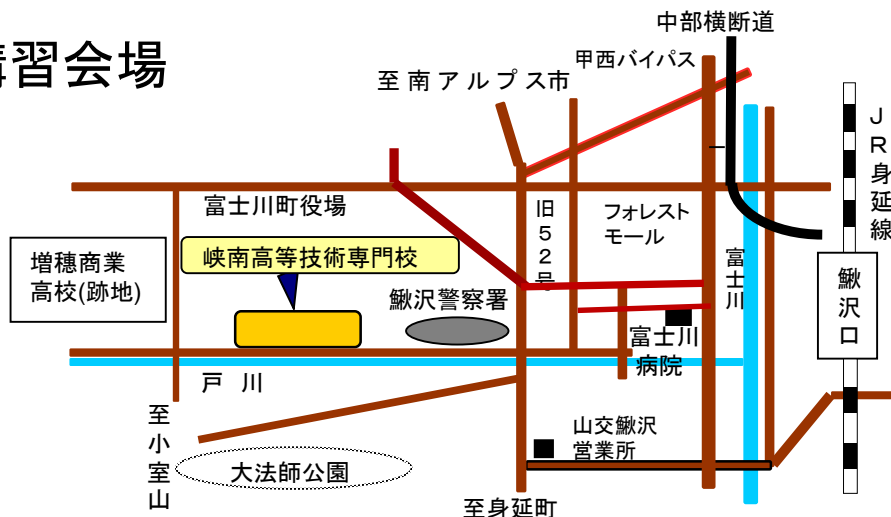 講習会場
中部横断道
甲西バイパス
至南アルプス市
JR身延線
富士川町役場
旧52号
フォレスト
モール
富士川
増穂商業
高校(跡地)
峡南高等技術専門校
鰍沢警察署
鰍沢口
富士川
病院
戸 川
至小室山
大法師公園
山交鰍沢
営業所
至身延町